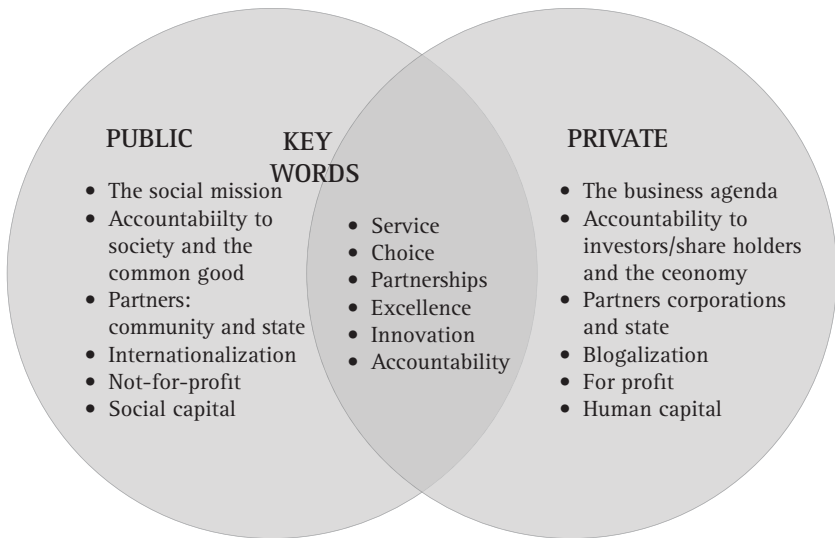 PUBLIC
• The social mission
• Accountabiilty to
society and the
common good
• Partners:
community and state
• Internationalization
• Not-for-profit
• Social capital
KEY
WORDS
• Service
• Choice
• Partnerships
• Excellence
• Innovation
• Accountability
PRIVATE
• The business agenda
• Accountability to
investors/share holders
and the ceonomy
• Partners corporations
and state
• Blogalization
• For profit
• Human capital